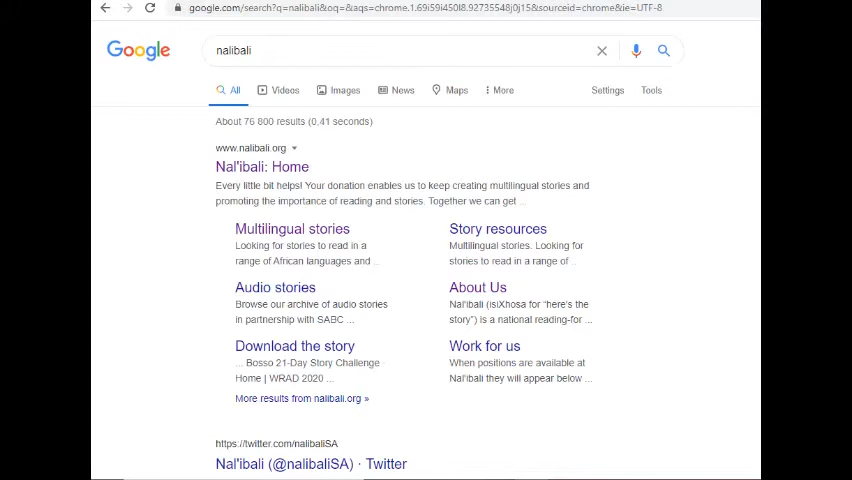 google.com/search?q=nalibali&oq=&aqs=chrome.1.69i59i450l8.92735548j0j15&sourceid=chrome&ie=UTF-8
Google
nalibali
All Videos Images News Maps More Settings Tools
About 76 800 results (0,41 seconds)
www.nalibali.org
Nal'ibali: Home
Every little bit helps! Your donation enables us to keep creating multilingual stories and
promoting the importance of reading and stories. Together we can get ...
Multilingual stories
Looking for stories to read in a
range of African languages and ...
Story resources
Multilingual stories. Looking for
stories to read in a range of ...
Audio stories
Browse our archive of audio stories
in partnership with SABC ...
About Us
Nal'ibali (isiXhosa for “here's the
story”) is a national reading-for ...
Download the story
... Bosso 21-Day Story Challenge
Home | WRAD 2020 ...
Work for us
When positions are available at
Nal'ibali they will appear below ...
More results from nalibali.org »
https://twitter.com/nalibaliSA
Nal'ibali (@nalibaliSA) · Twitter